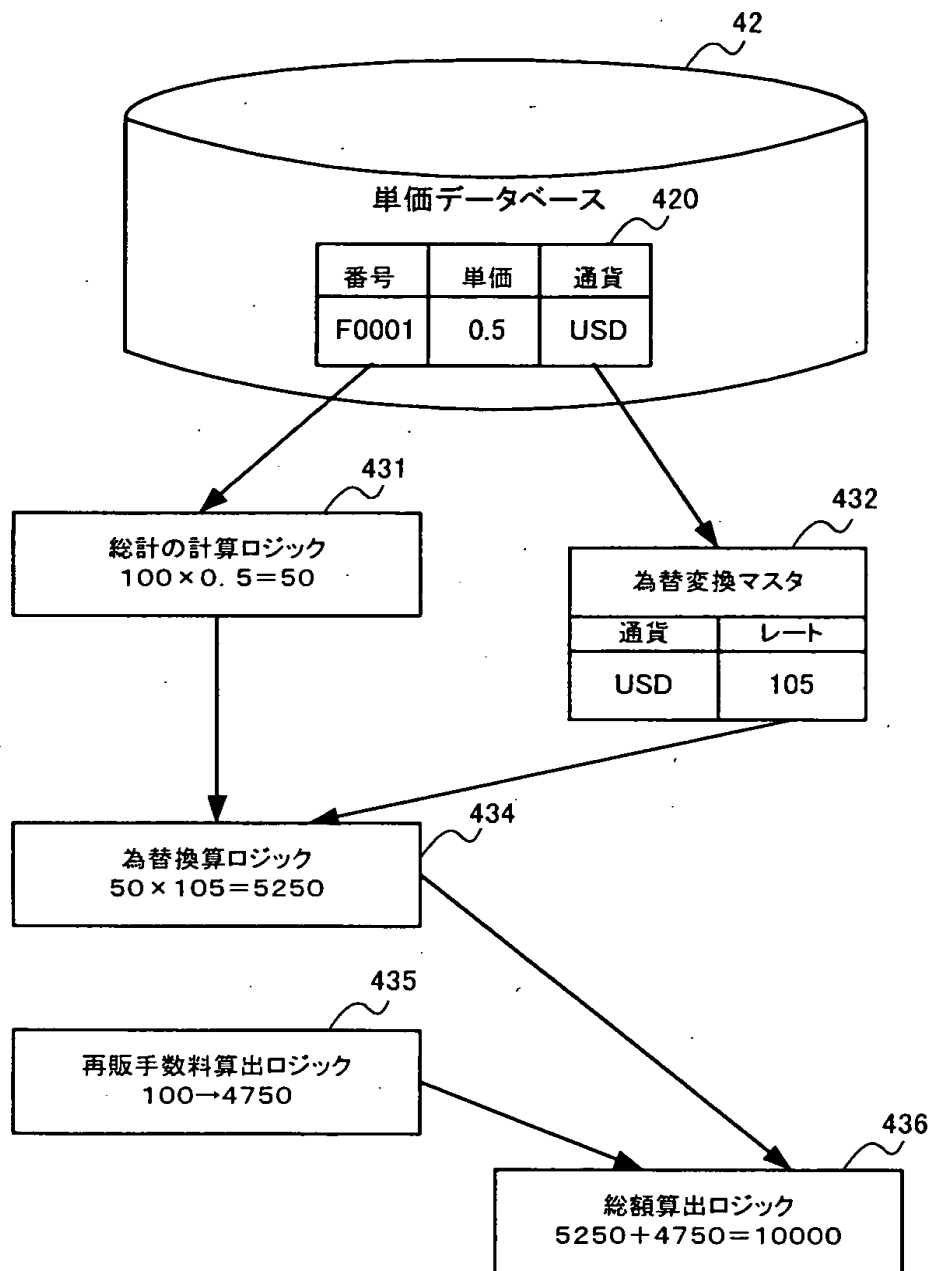 42
単価データベース
420
番号 単価 通貨
F0001 0.5 USD
431
総計の計算ロジック
100×0.5=50
432
為替変換マスタ
通貨 レート
USD 105
434
為替換算ロジック
50×105=5250
435
再販手数料算出ロジック
100→4750
436
総額算出ロジック
5250+4750=10000